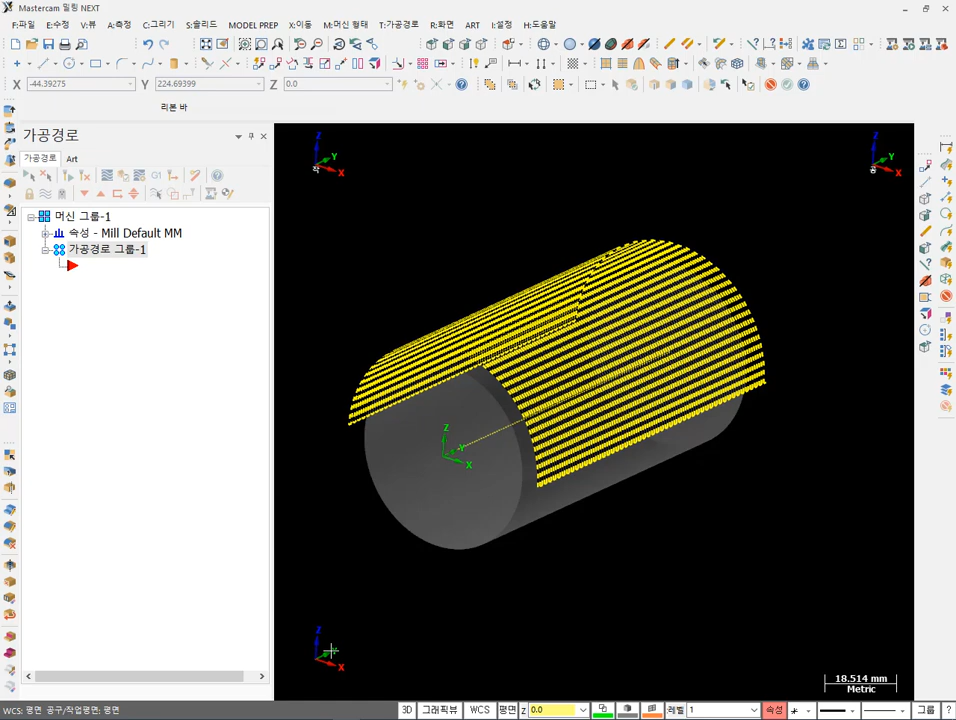 Mastercam 밀링 NEXT
F:파일 E:수정 V:뷰 A:측정 C:그리기 S:솔리드 MODEL PREP X:이동 M:머신 형태 T:가공경로 R:화면 ART I:설정 H:도움말
X -44.39275 Y 224.69399 Z 0.0
리본 바
가공경로
가공경로 Art
G1
머신 그룹-1
속성 - Mill Default MM
가공경로 그룹-1
Z Y X
Z Y X
Z Y X
Z X
18.514 mm
Metric
WCS: 평면 공구/작업평면: 평면 3D 그래픽뷰 WCS 평면 Z 0.0 레벨 1 속성 그룹